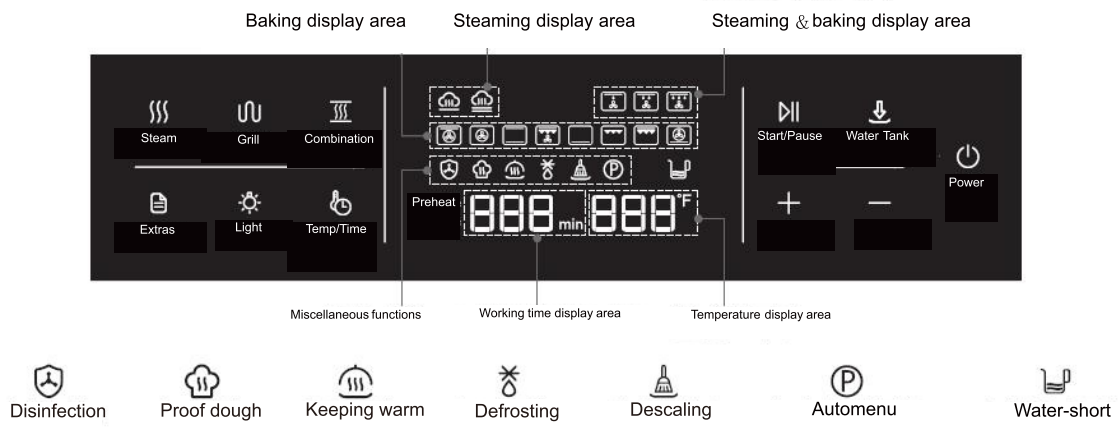 Baking display area Steaming display area Steaming & baking display area
Steam Grill Combination Start/Pause Water Tank
Power
Preheat 888 min 888 °F
Extras Light Temp/Time
Miscellaneous functions Working time display area Temperature display area
Disinfection Proof dough Keeping warm Defrosting Descaling Automenu Water-short